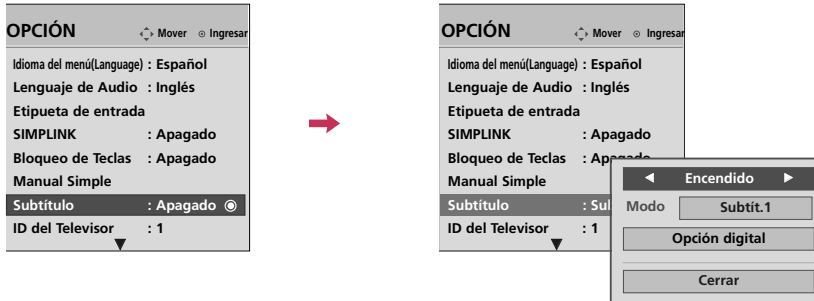 OPCIÓN Mover Ingresar
Idioma del menú(Language) : Español
Lenguaje de Audio : Inglés
Etipueta de entrada
SIMPLINK : Apagado
Bloqueo de Teclas : Apagado
Manual Simple
Subtítulo : Apagado
ID del Televisor : 1
OPCIÓN Mover Ingresar
Idioma del menú(Language) : Español
Lenguaje de Audio : Inglés
Etipueta de entrada
SIMPLINK : Apagado
Bloqueo de Teclas : Apagado
Manual Simple
Subtítulo : Sub
ID del Televisor : 1
Encendido
Modo Subtít.1
Opción digital
Cerrar